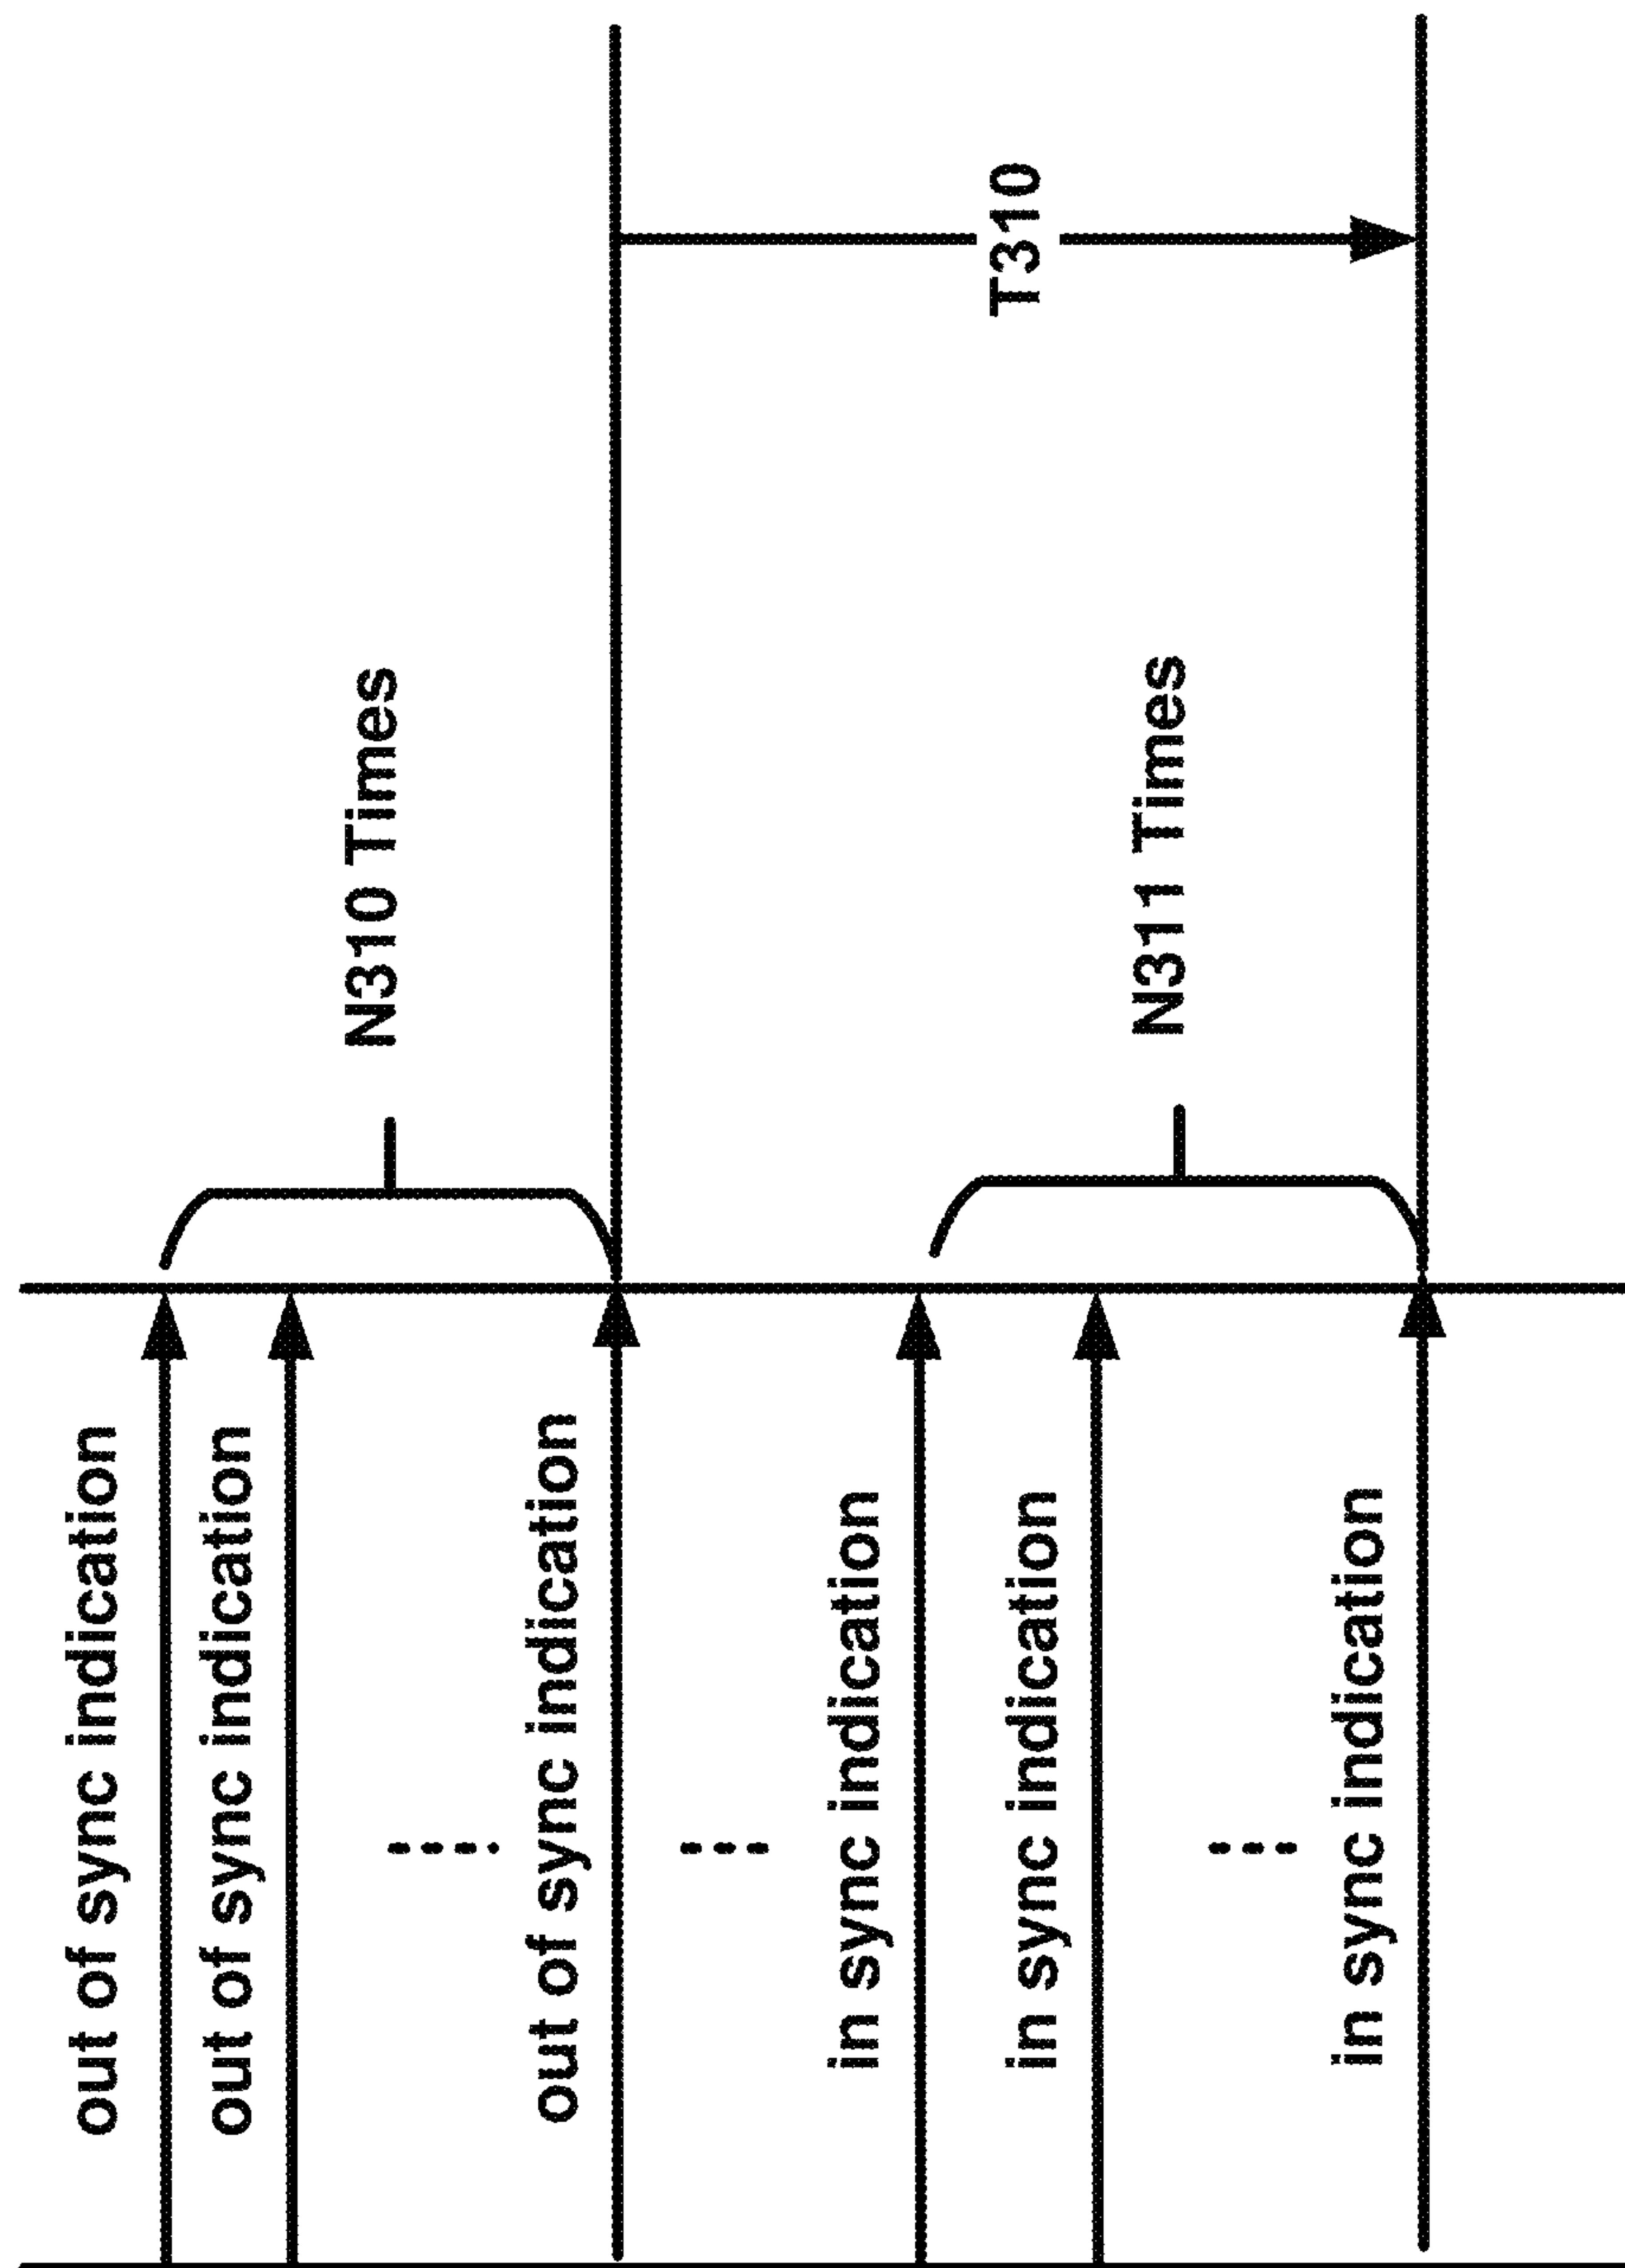 out of sync indication
out of sync indication
N310 Times
out of sync indication
in sync indication
T310
in sync indication
N311 Times
in sync indication